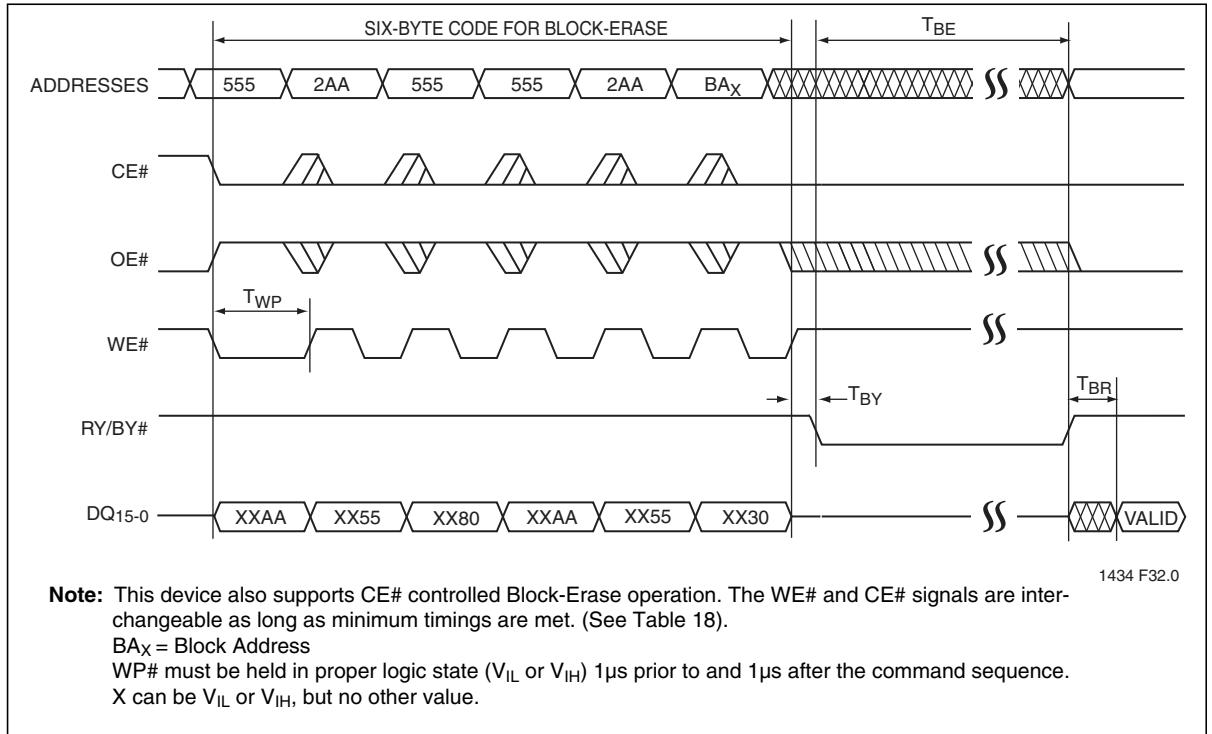 SIX-BYTE CODE FOR BLOCK-ERASE
TBE
ADDRESSES
555 2AA 555 555 2AA BAX
CE#
OE#
TWP
WE#
TBY
TBR
RY/BY#
DQ15-0
XXAA XX55 XX80 XXAA XX55 XX30 VALID
1434 F32.0
Note: This device also supports CE# controlled Block-Erase operation. The WE# and CE# signals are inter-
changeable as long as minimum timings are met. (See Table 18).
BAX = Block Address
WP# must be held in proper logic state (VIL or VIH) 1µs prior to and 1µs after the command sequence.
X can be VIL or VIH, but no other value.